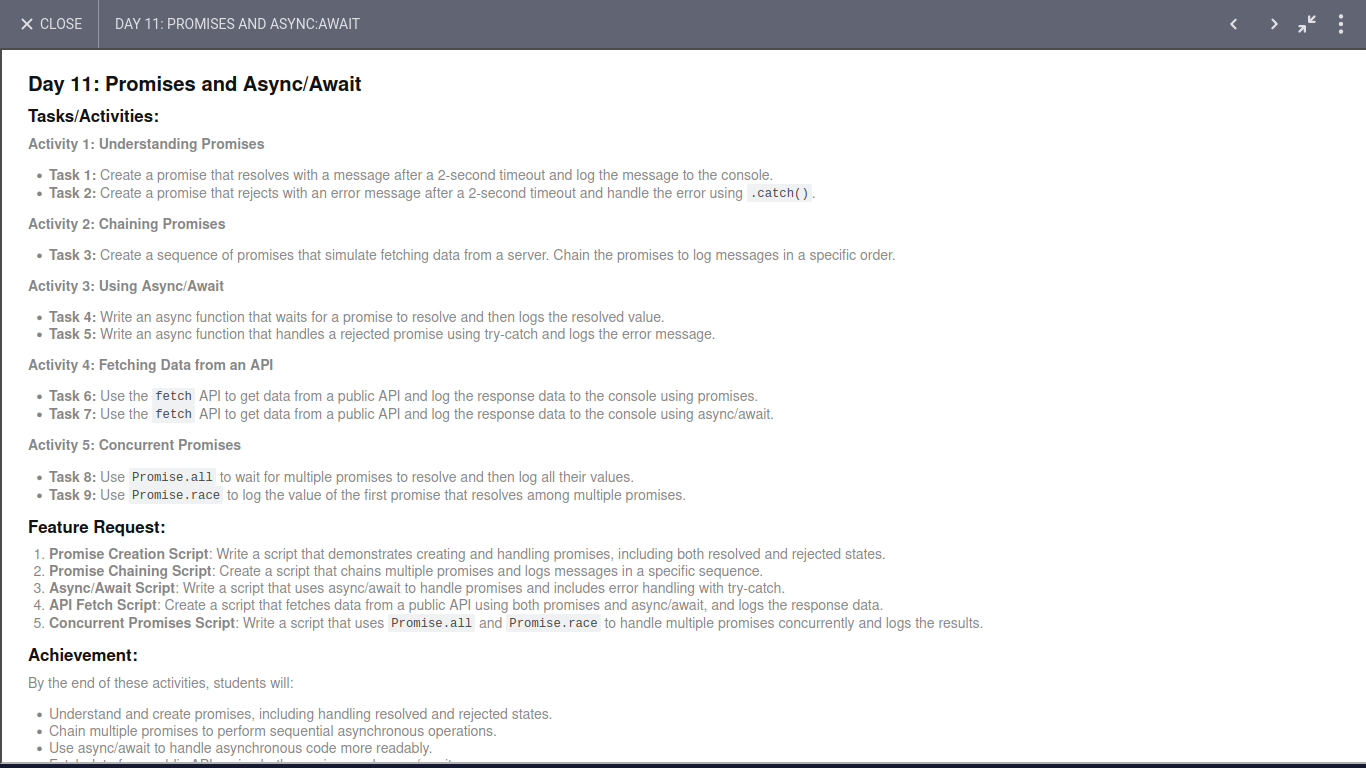 CLOSE
DAY 11: PROMISES AND ASYNC:AWAIT
Day 11: Promises and Async/Await
Tasks/Activities:
Activity 1: Understanding Promises
• Task 1: Create a promise that resolves with a message after a 2-second timeout and log the message to the console.
• Task 2: Create a promise that rejects with an error message after a 2-second timeout and handle the error using .catch().
Activity 2: Chaining Promises
• Task 3: Create a sequence of promises that simulate fetching data from a server. Chain the promises to log messages in a specific order.
Activity 3: Using Async/Await
• Task 4: Write an async function that waits for a promise to resolve and then logs the resolved value.
• Task 5: Write an async function that handles a rejected promise using try-catch and logs the error message.
Activity 4: Fetching Data from an API
• Task 6: Use the fetch API to get data from a public API and log the response data to the console using promises.
• Task 7: Use the fetch API to get data from a public API and log the response data to the console using async/await.
Activity 5: Concurrent Promises
• Task 8: Use Promise.all to wait for multiple promises to resolve and then log all their values.
• Task 9: Use Promise.race to log the value of the first promise that resolves among multiple promises.
Feature Request:
1. Promise Creation Script: Write a script that demonstrates creating and handling promises, including both resolved and rejected states.
2. Promise Chaining Script: Create a script that chains multiple promises and logs messages in a specific sequence.
3. Async/Await Script: Write a script that uses async/await to handle promises and includes error handling with try-catch.
4. API Fetch Script: Create a script that fetches data from a public API using both promises and async/await, and logs the response data.
5. Concurrent Promises Script: Write a script that uses Promise.all and Promise.race to handle multiple promises concurrently and logs the results.
Achievement:
By the end of these activities, students will:
• Understand and create promises, including handling resolved and rejected states.
• Chain multiple promises to perform sequential asynchronous operations.
• Use async/await to handle asynchronous code more readably.